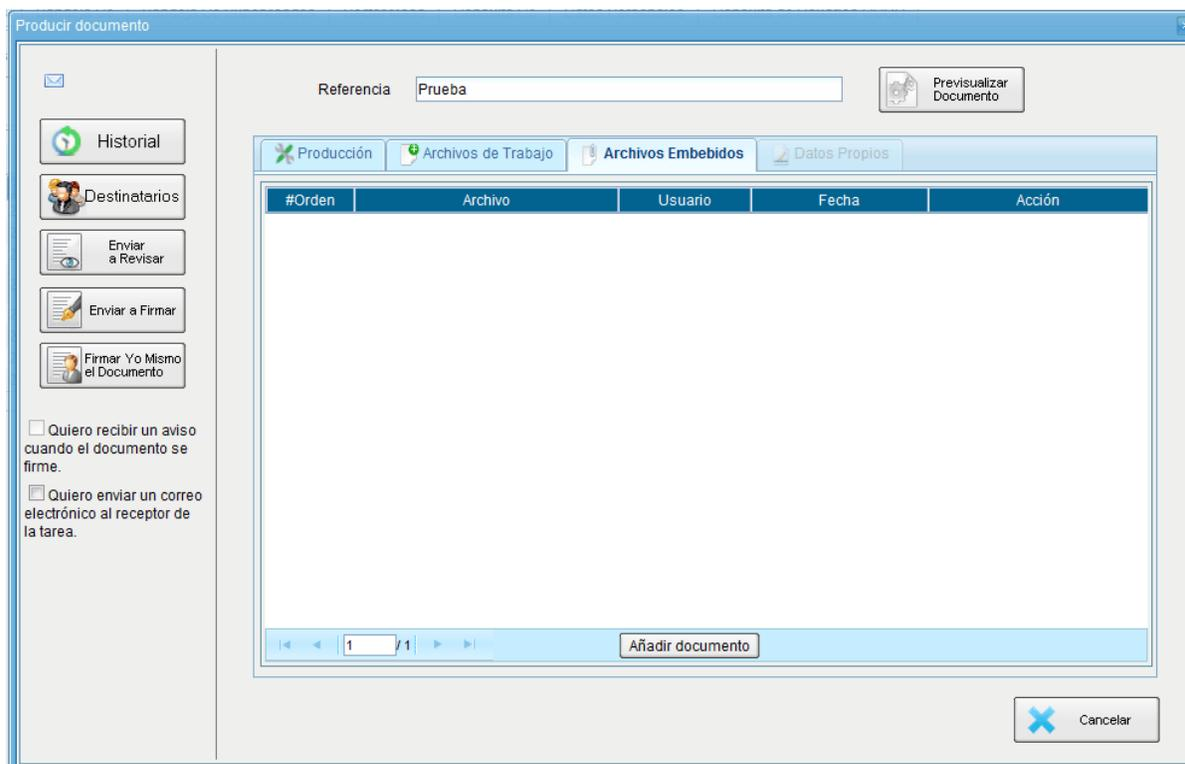 Producir documento
Referencia
Prueba
Previsualizar
Documento
Historial
Destinatarios
Enviar
a Revisar
Enviar a Firmar
Firmar Yo Mismo
el Documento
Quiero recibir un aviso
cuando el documento se
firme.
Quiero enviar un correo
electrónico al receptor de
la tarea.
Producción
Archivos de Trabajo
Archivos Embebidos
Datos Propios
#Orden
Archivo
Usuario
Fecha
Acción
1
/ 1
Añadir documento
Cancelar